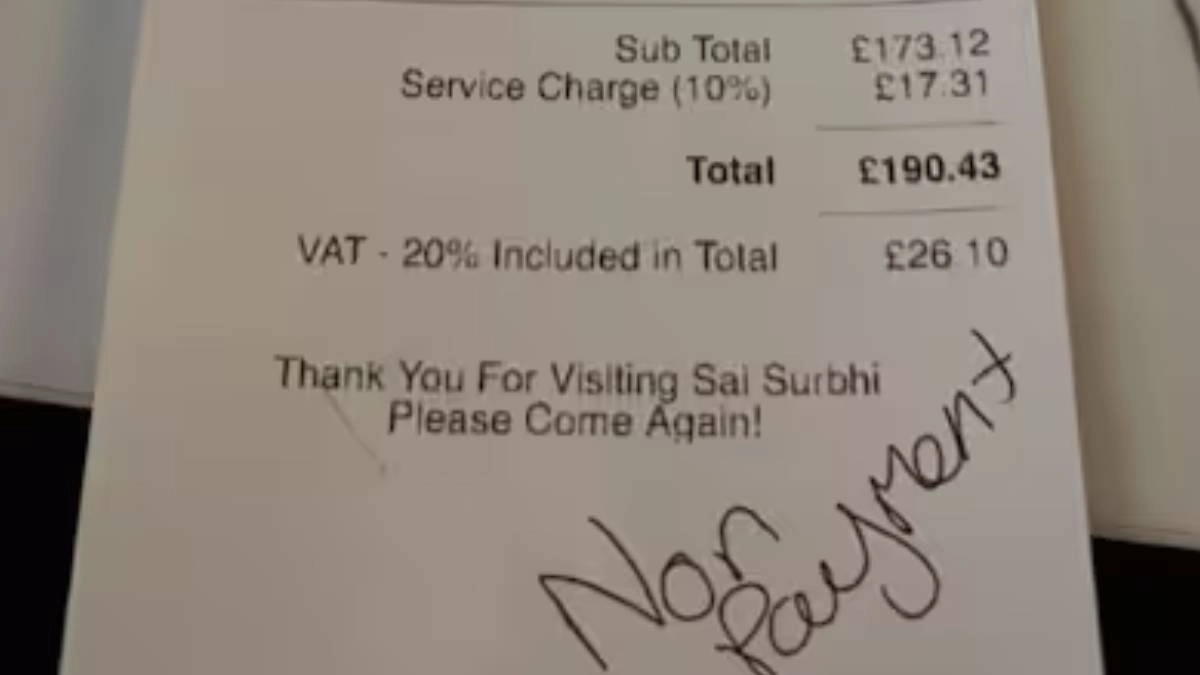 Sub Total £173.12
Service Charge (10%) £17.31
Total £190.43
VAT - 20% Included in Total £26.10
Thank You For Visiting Sai Surbhi
Please Come Again!
Non
Payment